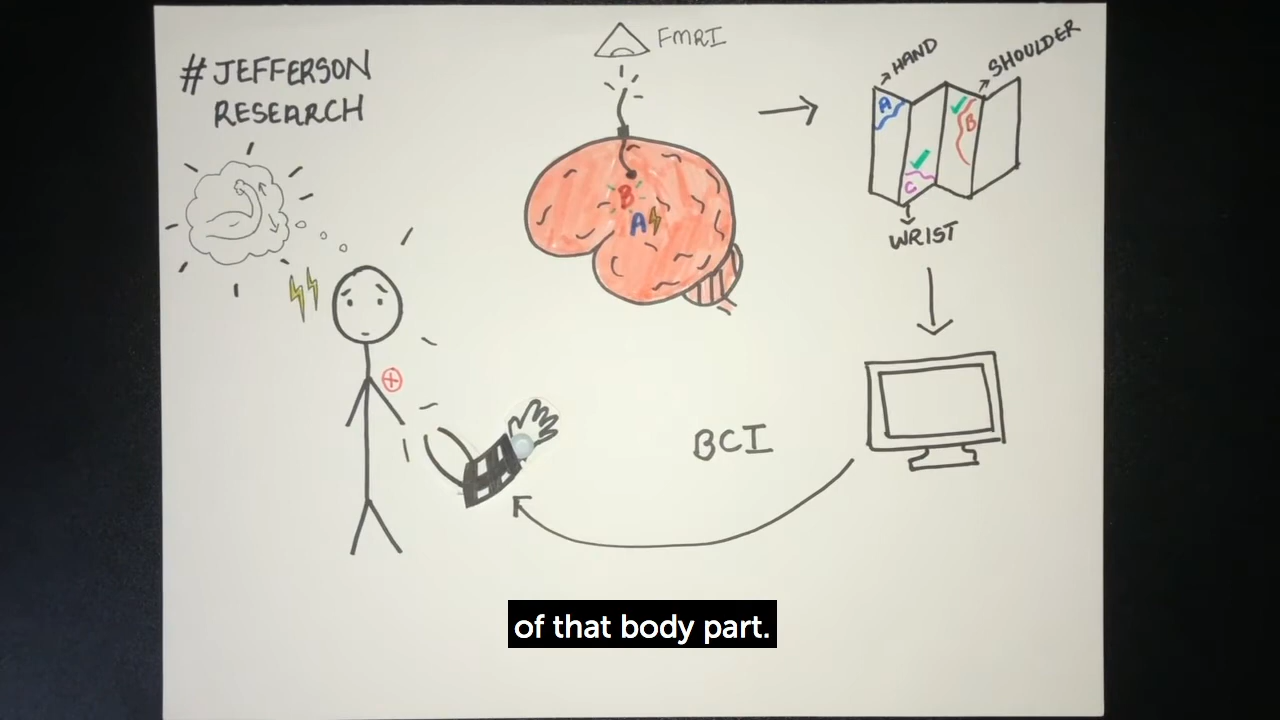 #JEFFERSON
RESEARCH
FMRI
HAND
SHOULDER
A
B
C
WRIST
B
A
BCI
of that body part.